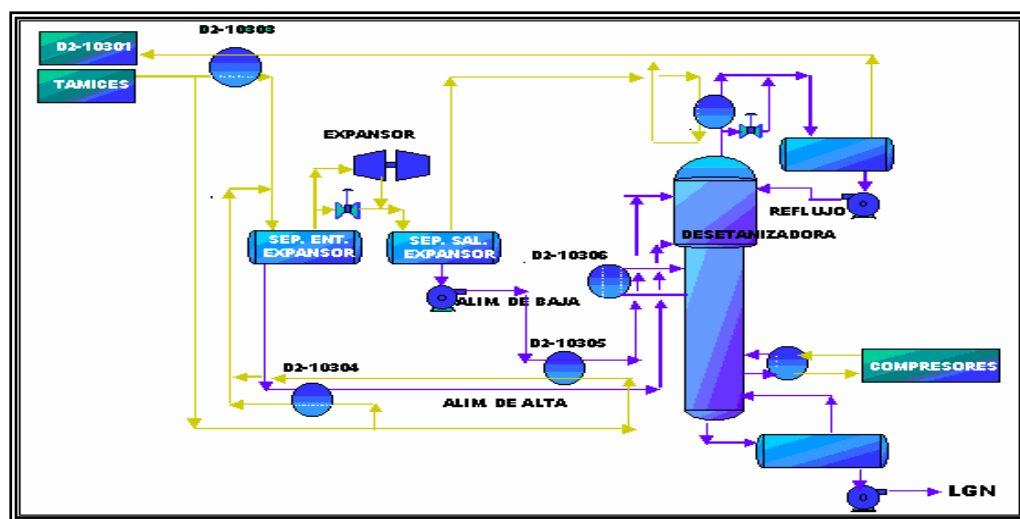 D2-10303
D2-10301
TAMICES
EXPANSOR
SEP. ENT.
EXPANSOR
SEP. SAL.
EXPANSOR
REFLUJO
DESETANIZADORA
D2-10306
ALIM. DE BAJA
D2-10305
D2-10304
COMPRESORES
ALIM. DE ALTA
LGN